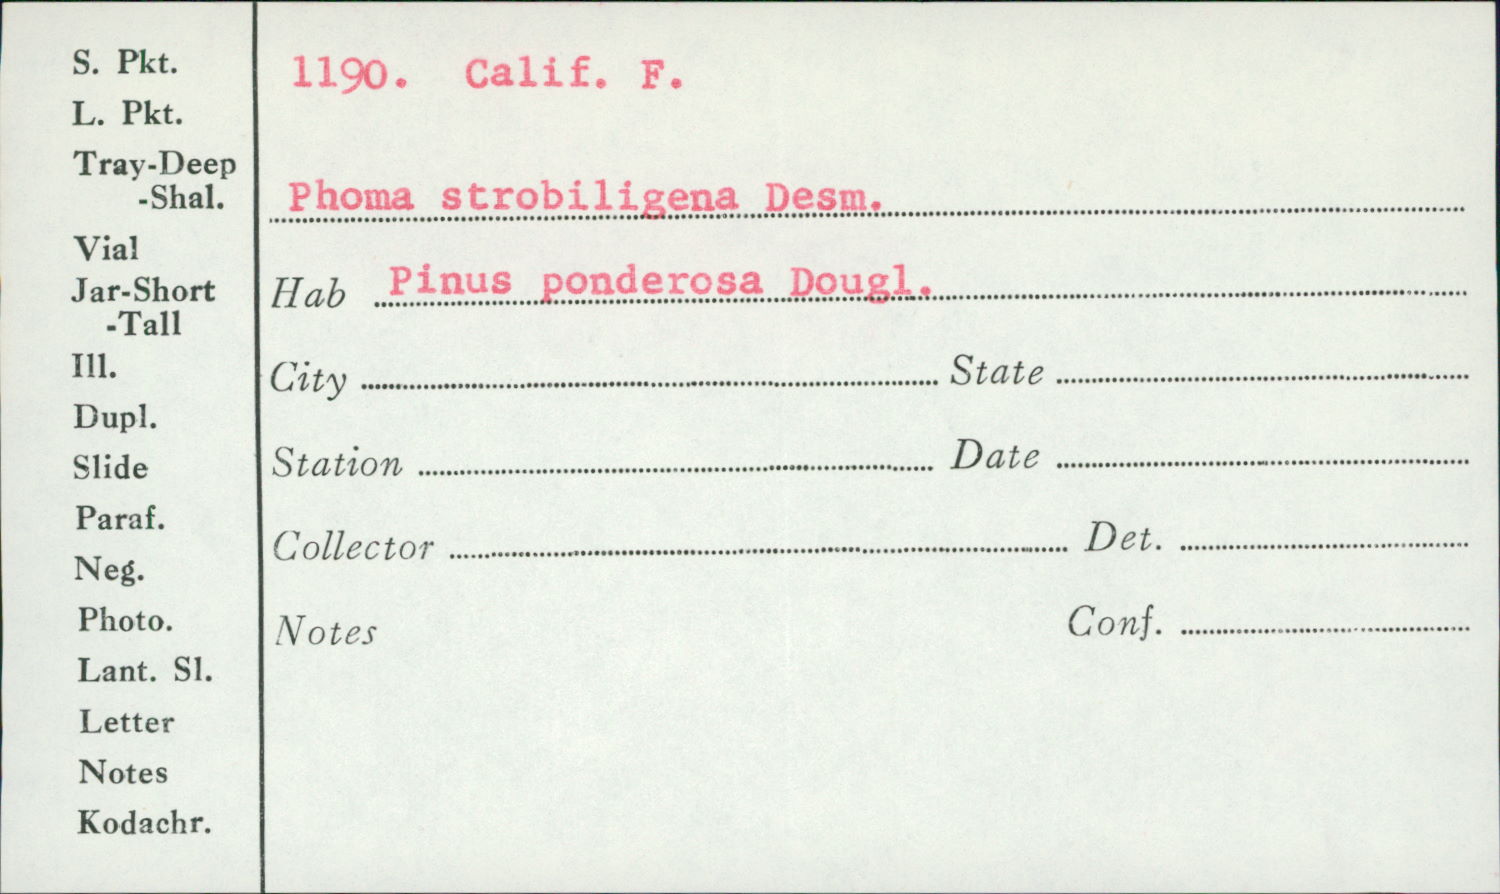 S. Pkt.
L. Pkt.
Tray-Deep
-Shal.
Vial
Jar-Short
-Tall
Ill.
Dupl.
Slide
Paraf.
Neg.
Photo.
Lant. Sl.
Letter
Notes
Kodachr.
1190. Calif. F.
Phoma strobiligena Desm.
Hab Pinus ponderosa Dougl.
City State
Station Date
Collector Det.
Notes Conf.